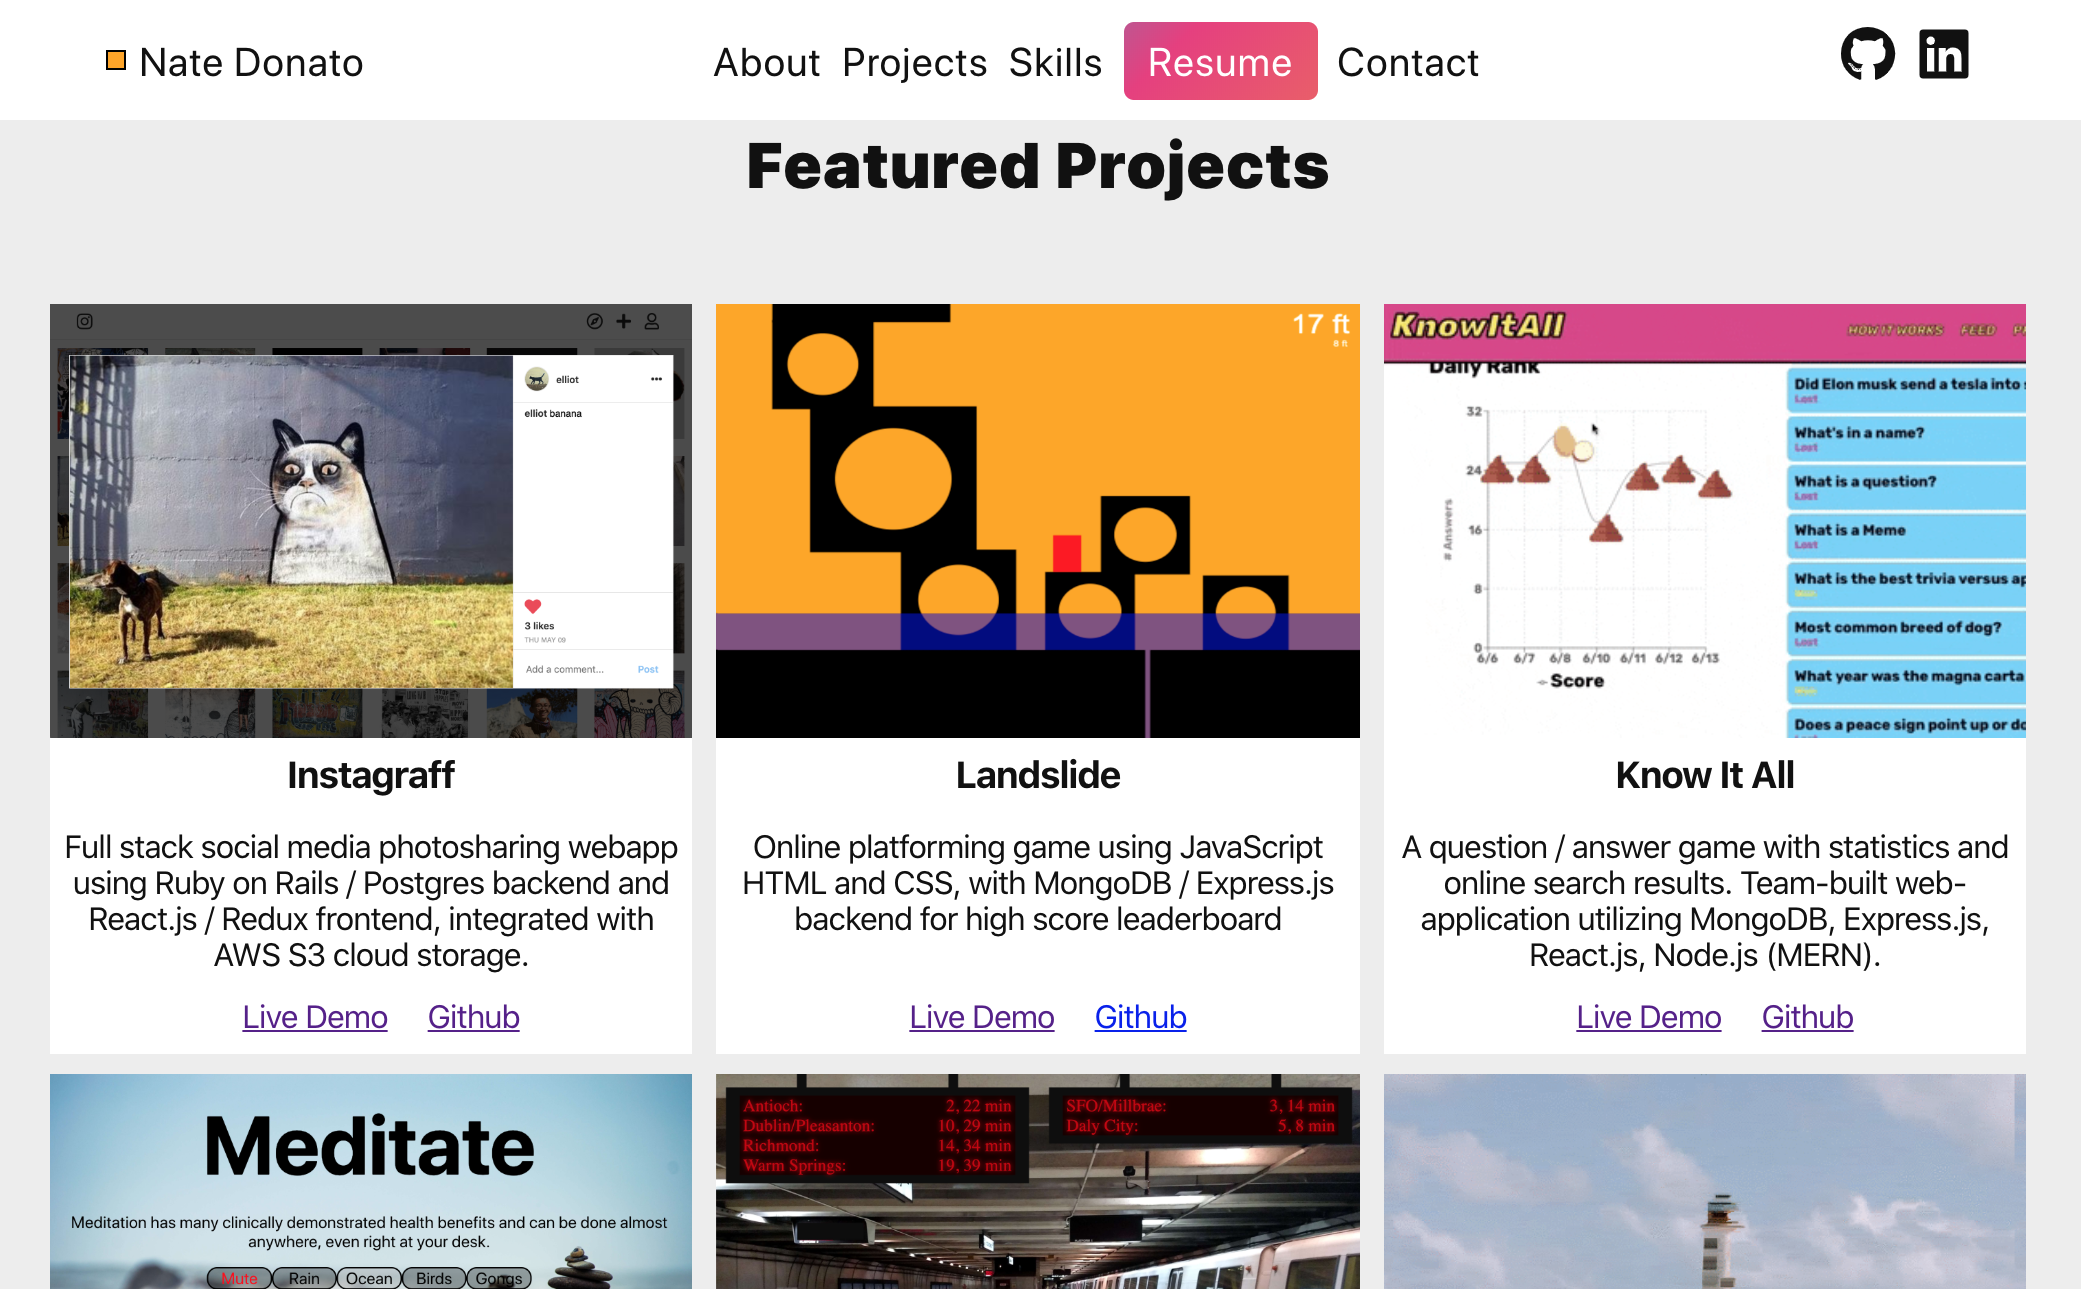 Nate Donato
About Projects Skills Resume Contact
Featured Projects
elliot
elliot banana
3 likes
THU MAY 09
Add a comment... Post
Instagraff
Full stack social media photosharing webapp
using Ruby on Rails / Postgres backend and
React.js / Redux frontend, integrated with
AWS S3 cloud storage.
Live Demo Github
17 ft
Landslide
Online platforming game using JavaScript
HTML and CSS, with MongoDB / Express.js
backend for high score leaderboard
Live Demo Github
KnowItAll
HOW IT WORKS FEED
Daily Rank
32
24
16
8
0
# Answers
6/6 6/7 6/8 6/10 6/11 6/12 6/13
Score
Did Elon musk send a tesla into
Lost
What's in a name?
Lost
What is a question?
Lost
What is a Meme
Lost
What is the best trivia versus ap
Most common breed of dog?
Lost
What year was the magna carta
Does a peace sign point up or do
Know It All
A question / answer game with statistics and
online search results. Team-built web-
application utilizing MongoDB, Express.js,
React.js, Node.js (MERN).
Live Demo Github
Meditate
Meditation has many clinically demonstrated health benefits and can be done almost
anywhere, even right at your desk.
Mute Rain Ocean Birds Gongs
Antioch: 2, 22 min
Dublin/Pleasanton: 10, 29 min
Richmond: 14, 34 min
Warm Springs: 19, 39 min
SFO/Millbrae: 3, 14 min
Daly City: 5, 8 min